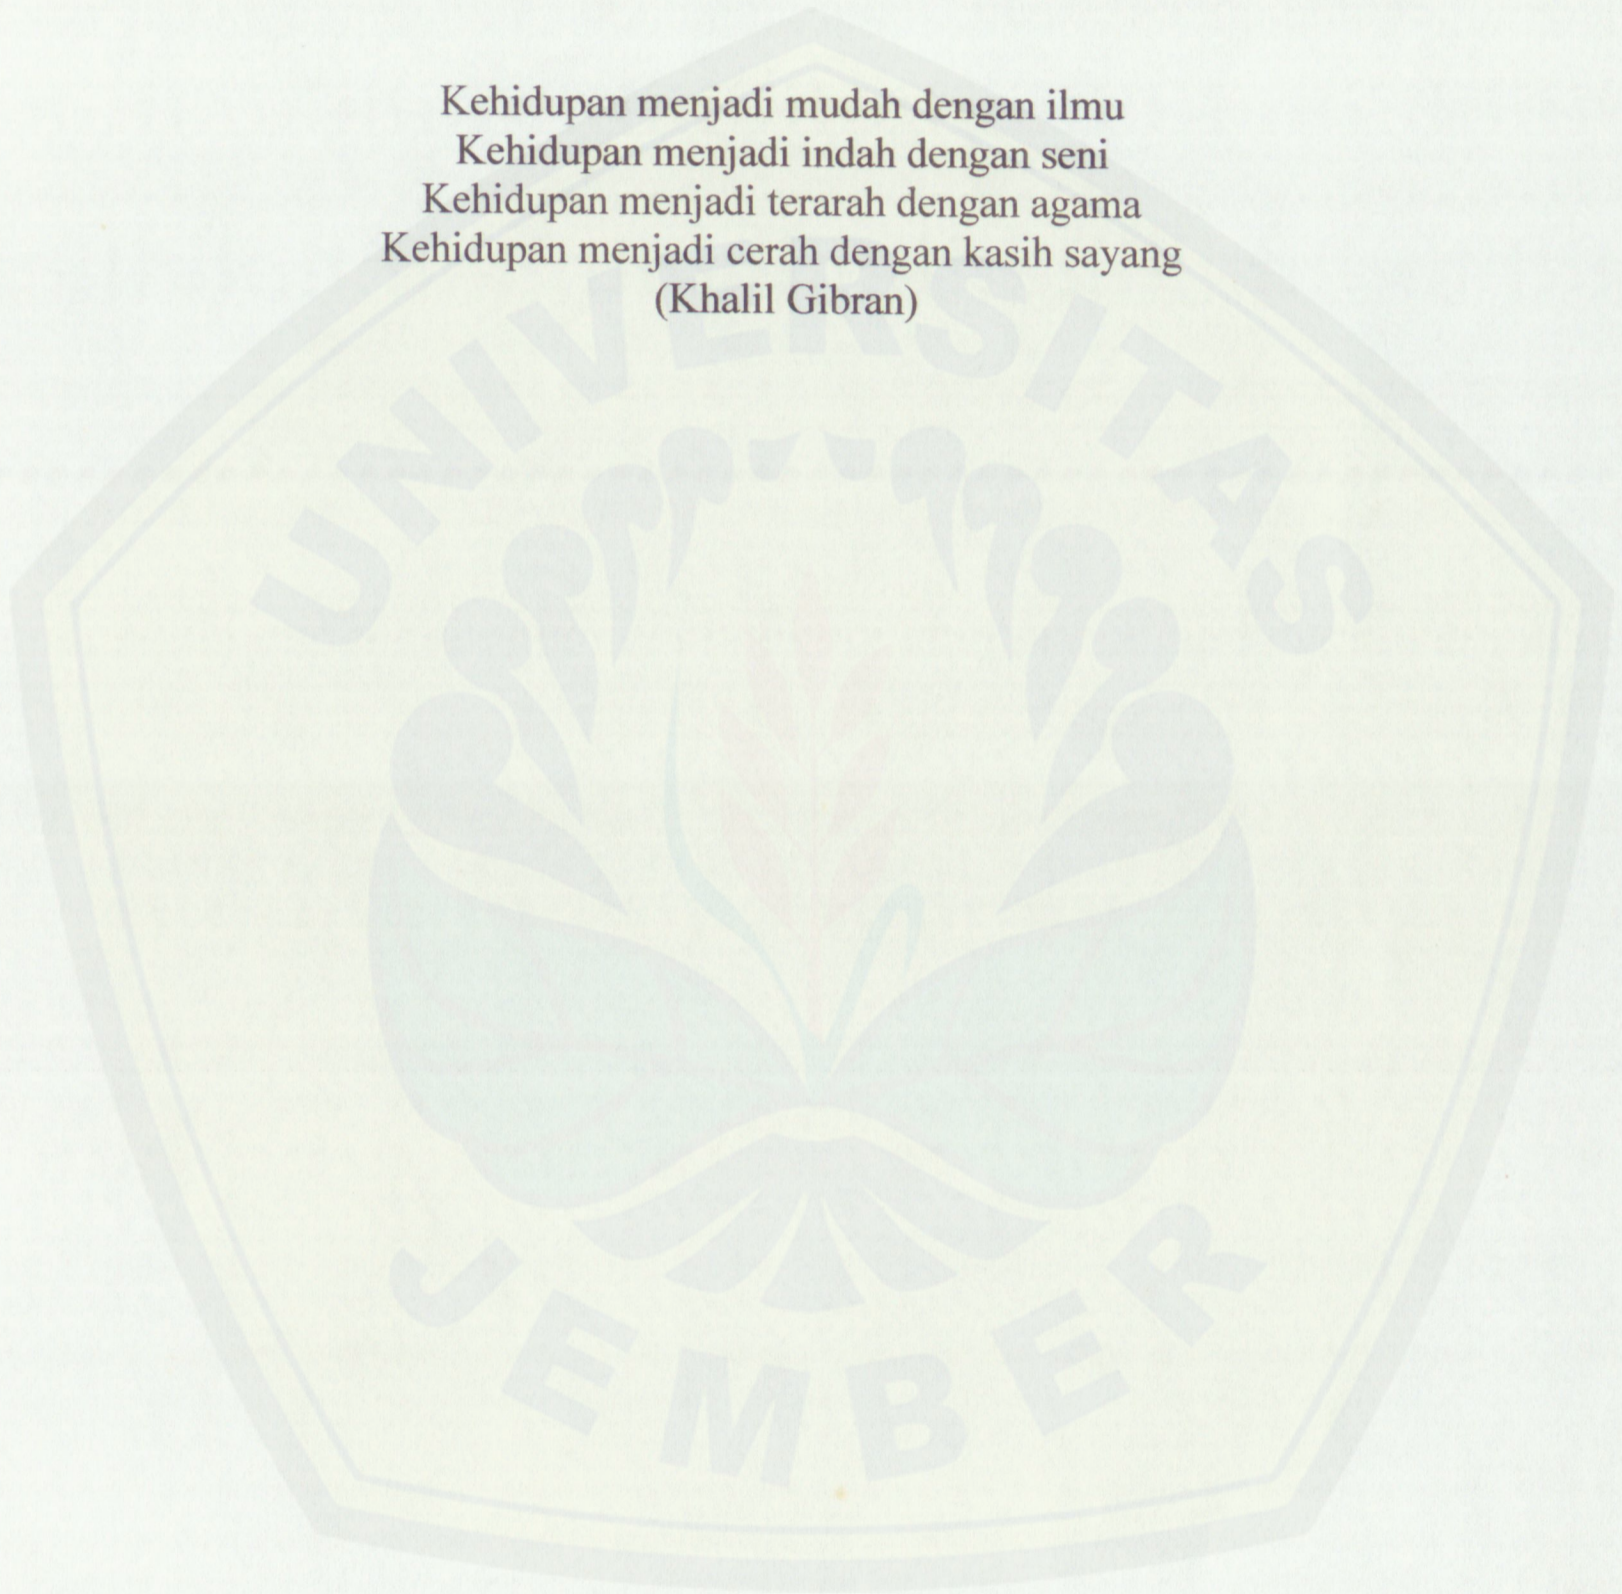 Kehidupan menjadi mudah dengan ilmu
Kehidupan menjadi indah dengan seni
Kehidupan menjadi terarah dengan agama
Kehidupan menjadi cerah dengan kasih sayang
(Khalil Gibran)
UNIVERSITAS
JEMBER